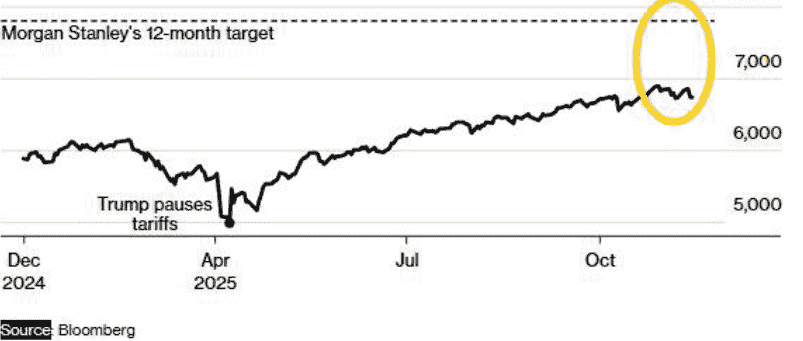 Morgan Stanley's 12-month target
7,000
6,000
5,000
Trump pauses
tariffs
Dec
2024
Apr
2025
Jul
Oct
Source: Bloomberg